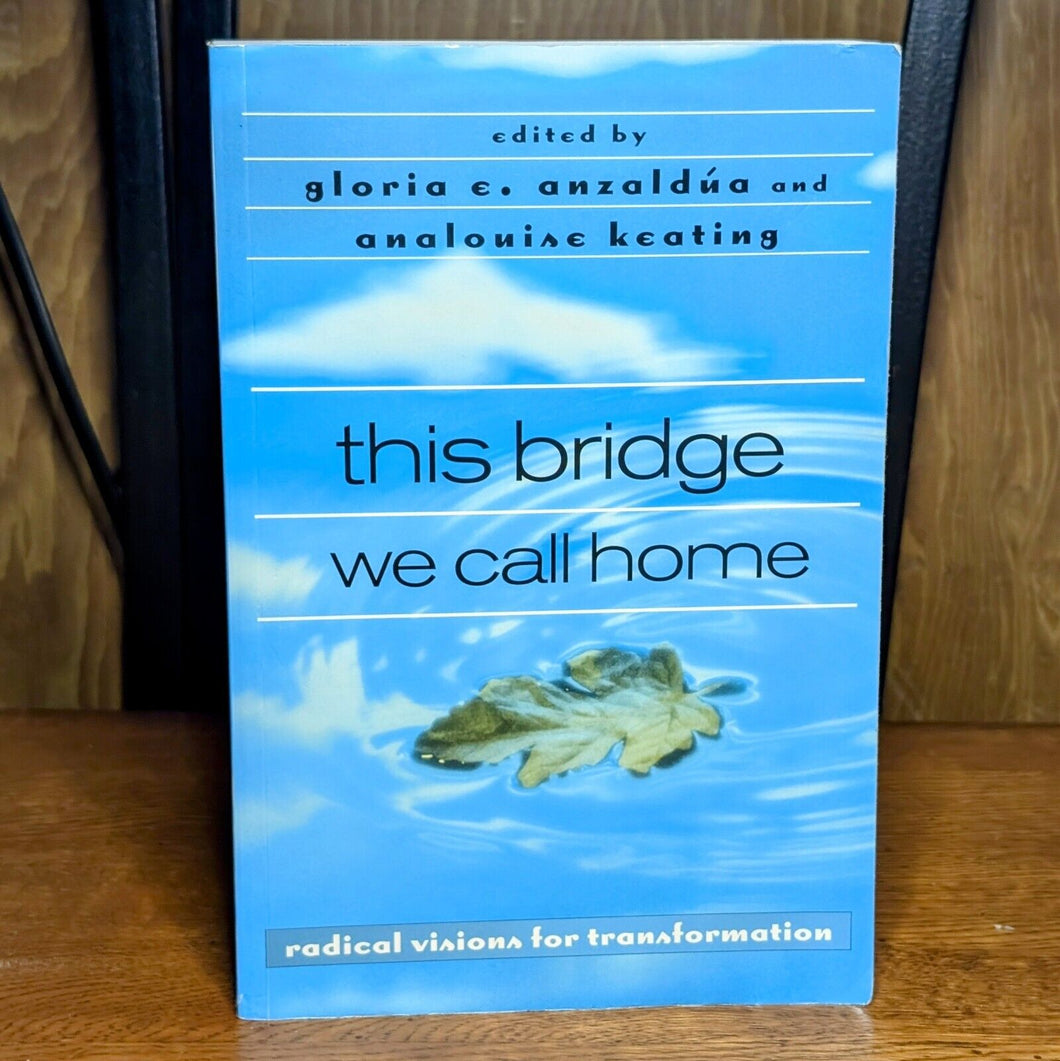 edited by
gloria e. anzaldúa and
analouise keating
this bridge
we call home
radical visions for transformation